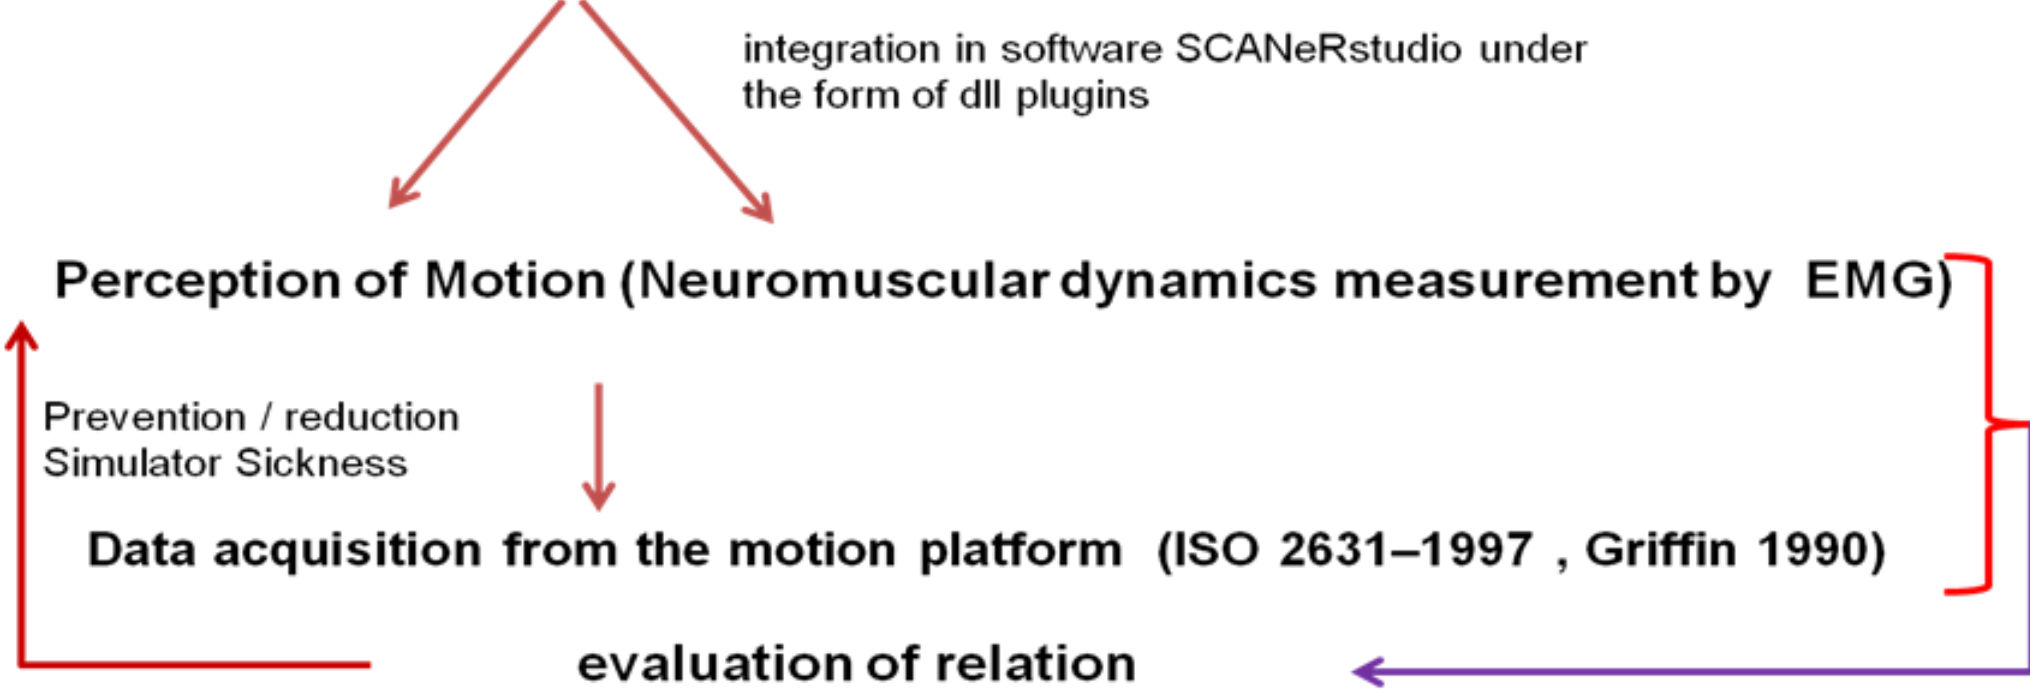 integration in software SCANeRstudio under
the form of dll plugins
Perception of Motion (Neuromuscular dynamics measurement by EMG)
Prevention / reduction
Simulator Sickness
Data acquisition from the motion platform (ISO 2631–1997 , Griffin 1990)
evaluation of relation